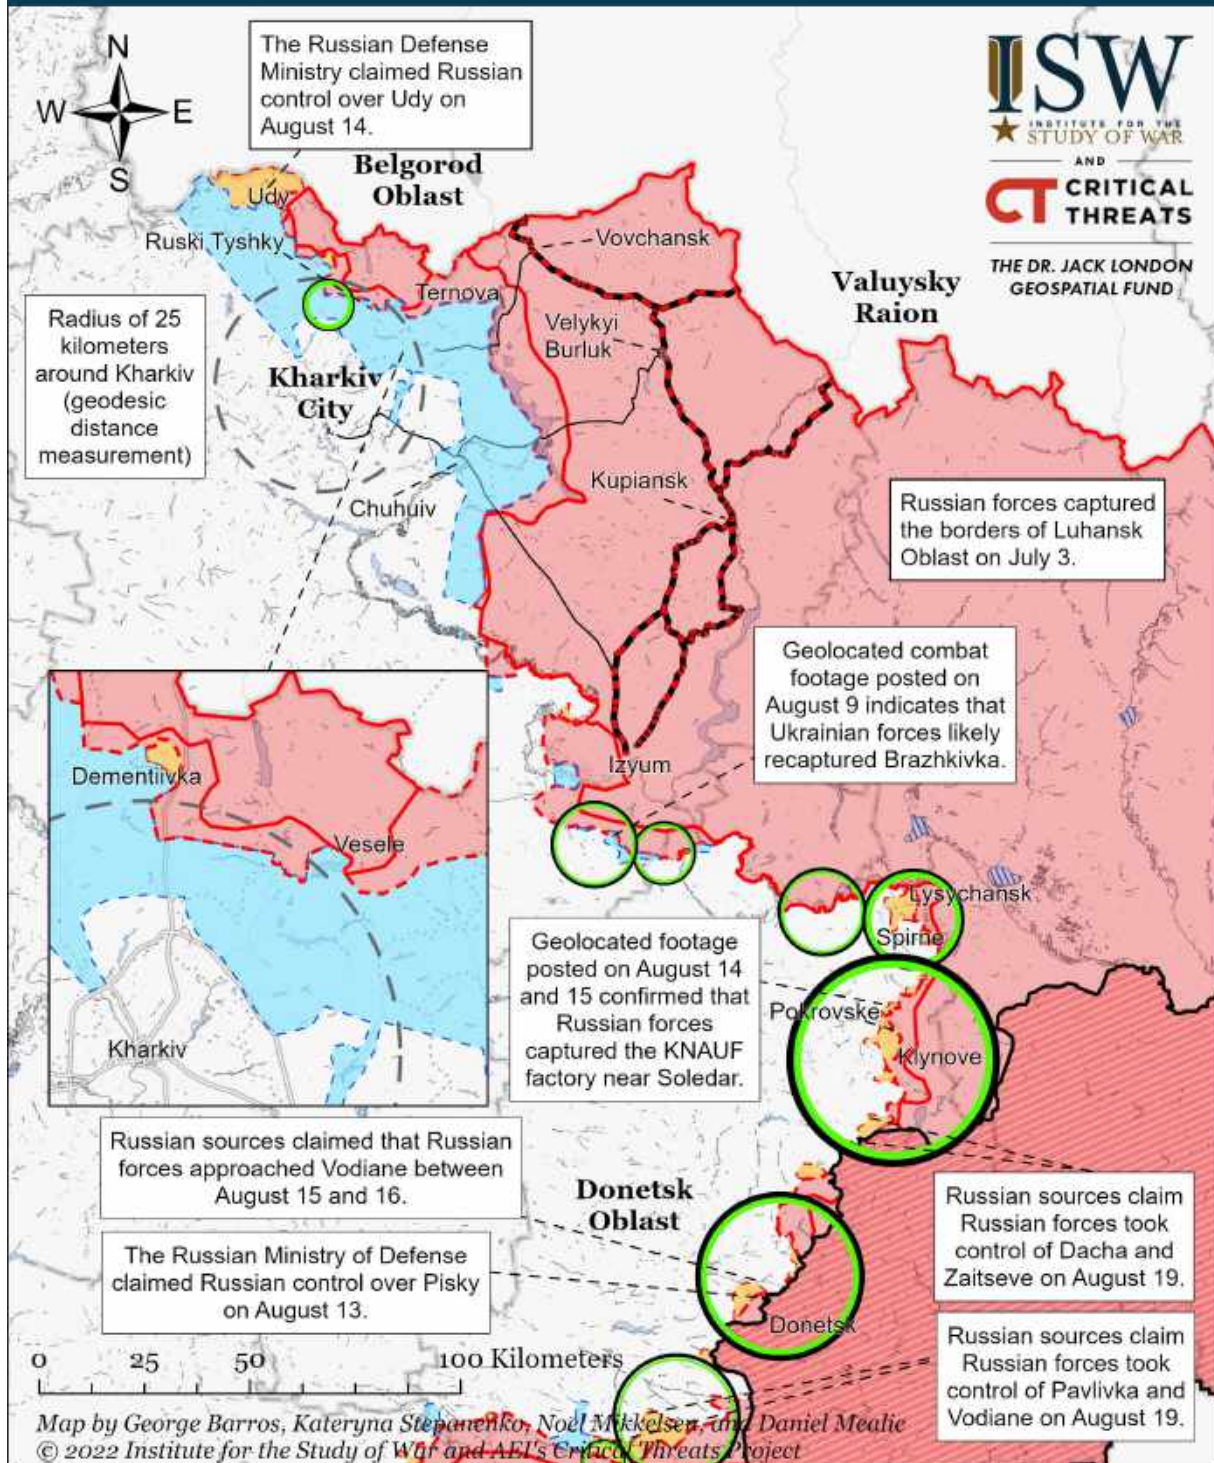 N
W E
S
The Russian Defense
Ministry claimed Russian
control over Udy on
August 14.
ISW
INSTITUTE FOR THE
STUDY OF WAR
AND
CT CRITICAL
THREATS
THE DR. JACK LONDON
GEOSPATIAL FUND
Belgorod
Oblast
Udy
Ruski Tyshky
Vovchansk
Ternova
Valuysky
Raion
Radius of 25
kilometers
around Kharkiv
(geodesic
distance
measurement)
Velykyi
Burluk
Kharkiv
City
Kupiansk
Chuhuiv
Russian forces captured
the borders of Luhansk
Oblast on July 3.
Geolocated combat
footage posted on
August 9 indicates that
Ukrainian forces likely
recaptured Brazhkivka.
Izyum
Dementiivka
Vesele
Kharkiv
Lysychansk
Spirne
Geolocated footage
posted on August 14
and 15 confirmed that
Russian forces
captured the KNAUF
factory near Soledar.
Pokrovske
Klynove
Russian sources claimed that Russian
forces approached Vodiane between
August 15 and 16.
Donetsk
Oblast
Russian sources claim
Russian forces took
control of Dacha and
Zaitseve on August 19.
The Russian Ministry of Defense
claimed Russian control over Pisky
on August 13.
Donetsk
Russian sources claim
Russian forces took
control of Pavlivka and
Vodiane on August 19.
0 25 50 100 Kilometers
Map by George Barros, Kateryna Stepanenko, Noel Mikkelsen, and Daniel Mealie
© 2022 Institute for the Study of War and AEI's Critical Threats Project